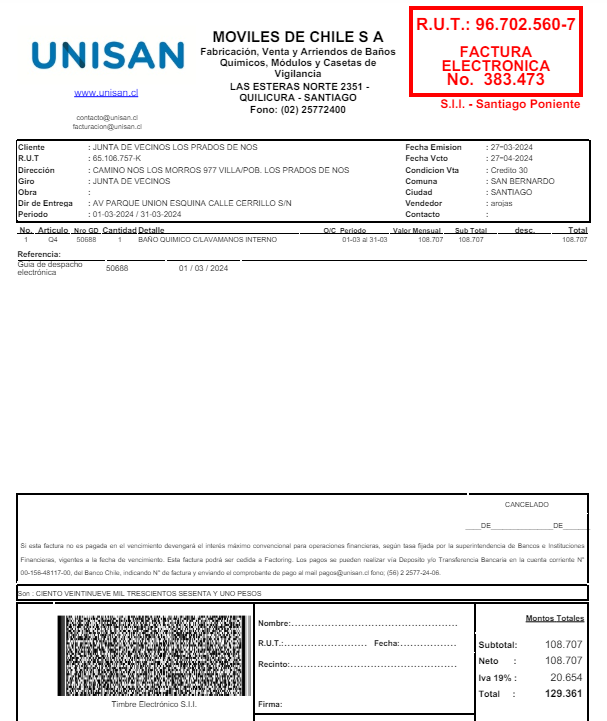 UNISAN
www.unisan.cl
contacto@unisan.cl
facturacion@unisan.cl
MOVILES DE CHILE S A
Fabricación, Venta y Arriendos de Baños
Químicos, Módulos y Casetas de
Vigilancia
LAS ESTERAS NORTE 2351 -
QUILICURA - SANTIAGO
Fono: (02) 25772400
R.U.T.: 96.702.560-7
FACTURA
ELECTRONICA
No. 383.473
S.I.I. - Santiago Poniente
Cliente : JUNTA DE VECINOS LOS PRADOS DE NOS Fecha Emision : 27-03-2024
R.U.T : 65.106.757-K Fecha Vcto : 27-04-2024
Dirección : CAMINO NOS LOS MORROS 977 VILLA/POB. LOS PRADOS DE NOS Condicion Vta : Credito 30
Giro : JUNTA DE VECINOS Comuna : SAN BERNARDO
Obra : Ciudad : SANTIAGO
Dir de Entrega : AV PARQUE UNION ESQUINA CALLE CERRILLO S/N Vendedor : arojas
Periodo : 01-03-2024 / 31-03-2024 Contacto :
No. Articulo Nro GD Cantidad Detalle O/C Periodo Valor Mensual Sub Total desc. Total
1 Q4 50688 1 BAÑO QUIMICO C/LAVAMANOS INTERNO 01-03 al 31-03 108.707 108.707 108.707
Referencia:
Guia de despacho electrónica 50688 01 / 03 / 2024
CANCELADO
____DE______________DE____
Si esta factura no es pagada en el vencimiento devengará el interés máximo convencional para operaciones financieras, según tasa fijada por la superintendencia de Bancos e Instituciones
Financieras, vigentes a la fecha de vencimiento. Esta factura podrá ser cedida a Factoring. Los pagos se pueden realizar vía Deposito y/o Transferencia Bancaria en la cuenta corriente N°
00-156-48117-00, del Banco Chile, indicando N° de factura y enviando el comprobante de pago al mail pagos@unisan.cl fono; (56) 2 2577-24-06.
Son : CIENTO VEINTINUEVE MIL TRESCIENTOS SESENTA Y UNO PESOS
Timbre Electrónico S.I.I.
Nombre:..........................................
R.U.T.:..................... Fecha:..............
Recinto:..........................................
Firma:
Montos Totales
Subtotal: 108.707
Neto : 108.707
Iva 19% : 20.654
Total : 129.361